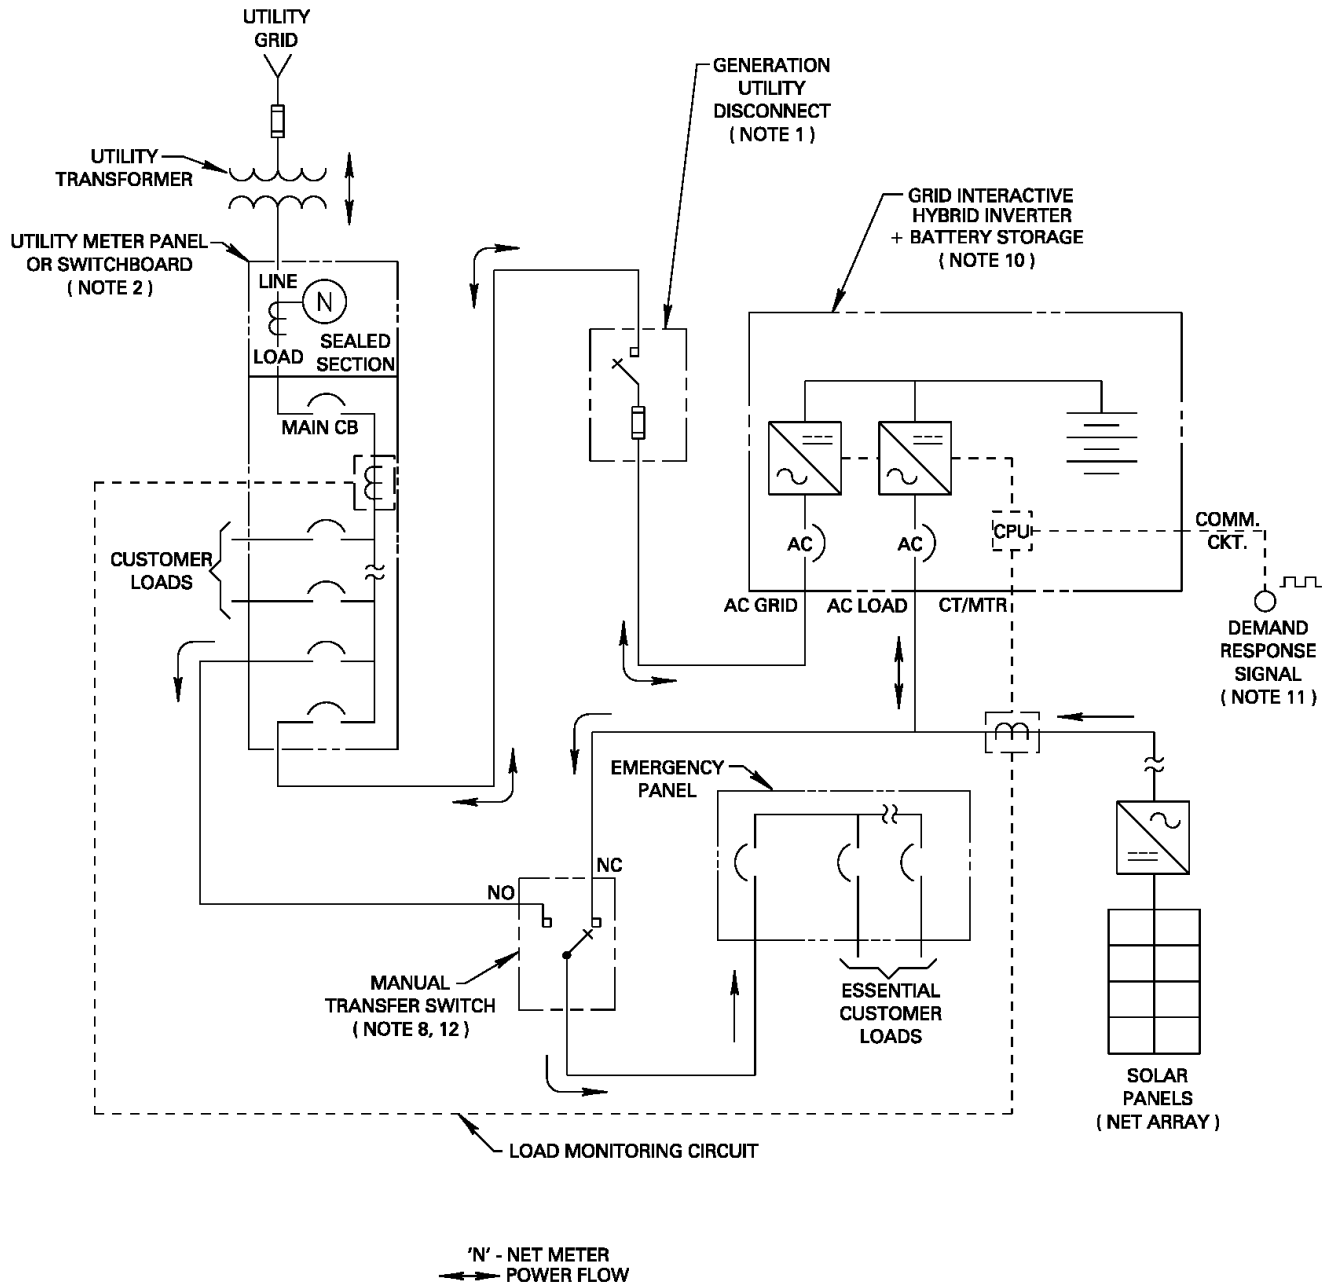 UTILITY
GRID
GENERATION
UTILITY
DISCONNECT
( NOTE 1 )
UTILITY
TRANSFORMER
GRID INTERACTIVE
HYBRID INVERTER
+ BATTERY STORAGE
( NOTE 10 )
UTILITY METER PANEL
OR SWITCHBOARD
( NOTE 2 )
LINE
N
SEALED
SECTION
LOAD
MAIN CB
CUSTOMER
LOADS
AC
AC
CPU
COMM.
CKT.
AC GRID
AC LOAD
CT/MTR
DEMAND
RESPONSE
SIGNAL
( NOTE 11 )
EMERGENCY
PANEL
NC
NO
MANUAL
TRANSFER SWITCH
( NOTE 8, 12 )
ESSENTIAL
CUSTOMER
LOADS
SOLAR
PANELS
( NET ARRAY )
LOAD MONITORING CIRCUIT
'N' - NET METER
POWER FLOW